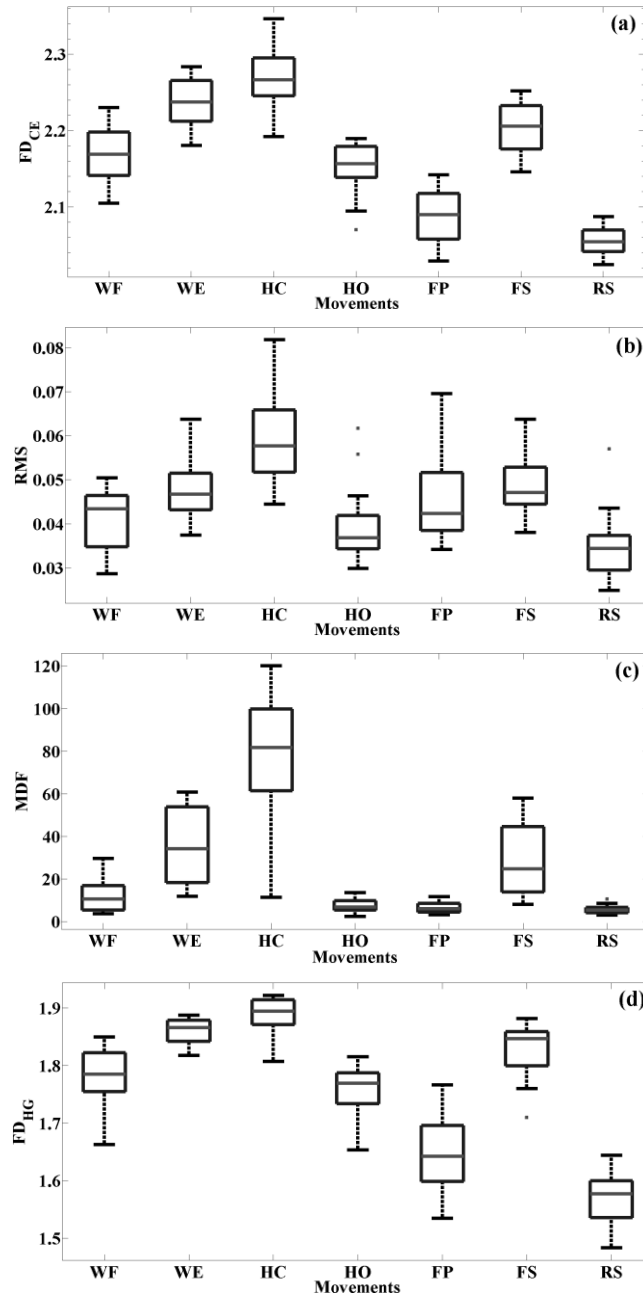 (a)
2.3
2.2
2.1
FD_CE
WF WE HC HO FP FS RS
Movements
(b)
0.08
0.07
0.06
0.05
0.04
0.03
RMS
WF WE HC HO FP FS RS
Movements
(c)
120
100
80
60
40
20
0
MDF
WF WE HC HO FP FS RS
Movements
(d)
1.9
1.8
1.7
1.6
1.5
FD_HG
WF WE HC HO FP FS RS
Movements